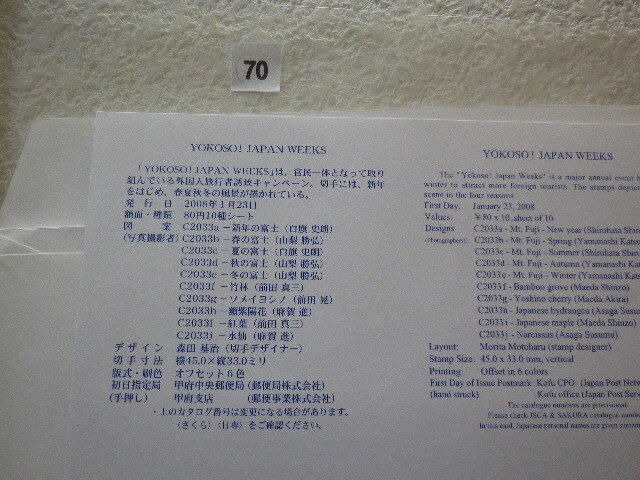 70
YOKOSO! JAPAN WEEKS
「YOKOSO! JAPAN WEEKS」は、官民一体となって取り
組んでいる外国人旅行者誘致キャンペーン。切手には、新年
をはじめ、春夏秋冬の風景が描かれている。
発行日 2008年1月23日
額面・種類 80円10種シート
図案 C2033a－新年の富士（白旗 史朗）
(写真撮影者) C2033b－春の富士（山梨 勝弘）
C2033c－夏の富士（白旗 史朗）
C2033d－秋の富士（山梨 勝弘）
C2033e－冬の富士（山梨 勝弘）
C2033f－竹林（前田 真三）
C2033g－ソメイヨシノ（前田 晃）
C2033h－額紫陽花（麻賀 進）
C2033i－紅葉（前田 真三）
C2033j－水仙（麻賀 進）
デザイン 森田 基治（切手デザイナー）
切手寸法 横45.0×縦33.0ミリ
版式・刷色 オフセット6色
初日指定局 甲府中央郵便局（郵便局株式会社）
(手押し) 甲府支店 （郵便事業株式会社）
・上のカタログ番号は変更になる場合があります。
（さくら）（日専）をご確認ください。
YOKOSO! JAPAN WEEKS
The "Yokoso! Japan Weeks" is a major annual event
winter to attract more foreign tourists. The stamps depict
scene in the four seasons.
First Day: January 23, 2008
Values: ¥80 x 10, sheet of 10
Designs C2033a - Mt. Fuji - New year (Shirohata Shir
(Photographers) C2033b - Mt. Fuji - Spring (Yamanashi Kats
C2033c - Mt. Fuji - Summer (Shirohata Shir
C2033d - Mt. Fuji - Autumn (Yamanashi Kats
C2033e - Mt. Fuji - Winter (Yamanashi Kats
C2033f - Bamboo grove (Maeda Shinzo)
C2033g - Yoshino cherry (Maeda Akira)
C2033h - Japanese hydrangea (Asaga Susum
C2033i - Japanese maple (Maeda Shinzo)
C2033j - Narcissus (Asaga Susumu)
Layout: Morita Motoharu (stamp designer)
Stamp Size: 45.0 x 33.0 mm, vertical
Printing: Offset in 6 colors
First Day of Issue Postmark : Kofu CPO (Japan Post Netw
(hand struck) : Kofu office (Japan Post Serv
The catalogue numbers are provisional.
Please check JSCA & SAKURA catalogue numbe
In this card, Japanese personal names are given surname